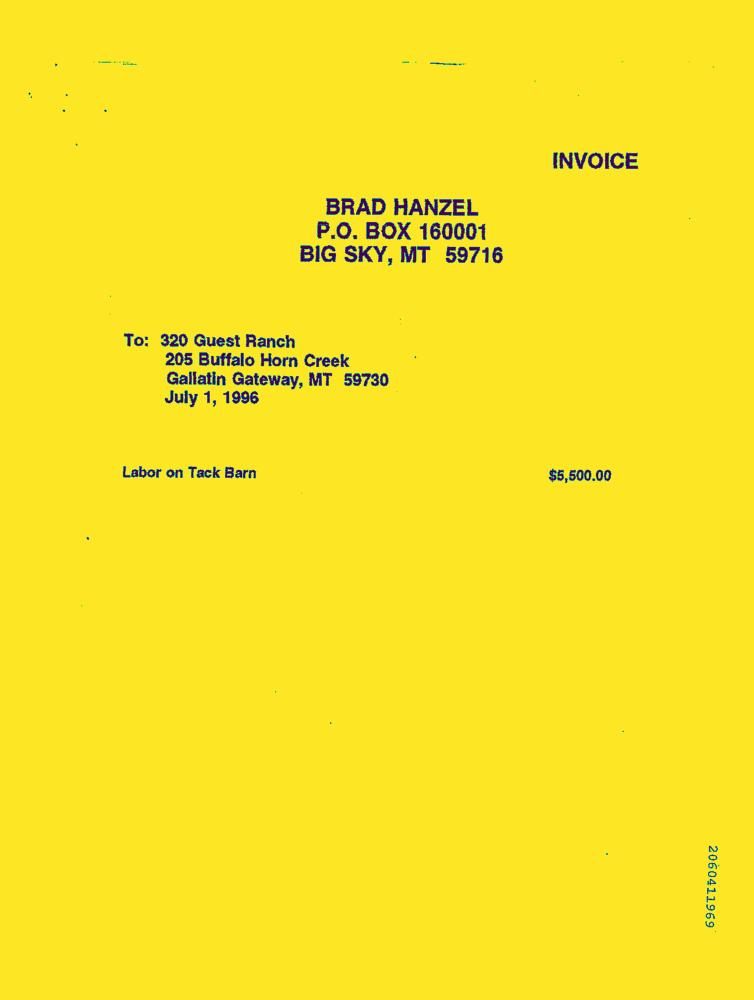 INVOICE
BRAD HANZEL
P.O. BOX 160001
BIG SKY, MT 59716
To: 320 Guest Ranch
205 Buffalo Horn Creek
Gallatin Gateway, MT 59730
July 1, 1996
Labor on Tack Barn $5,500.00
2060411969